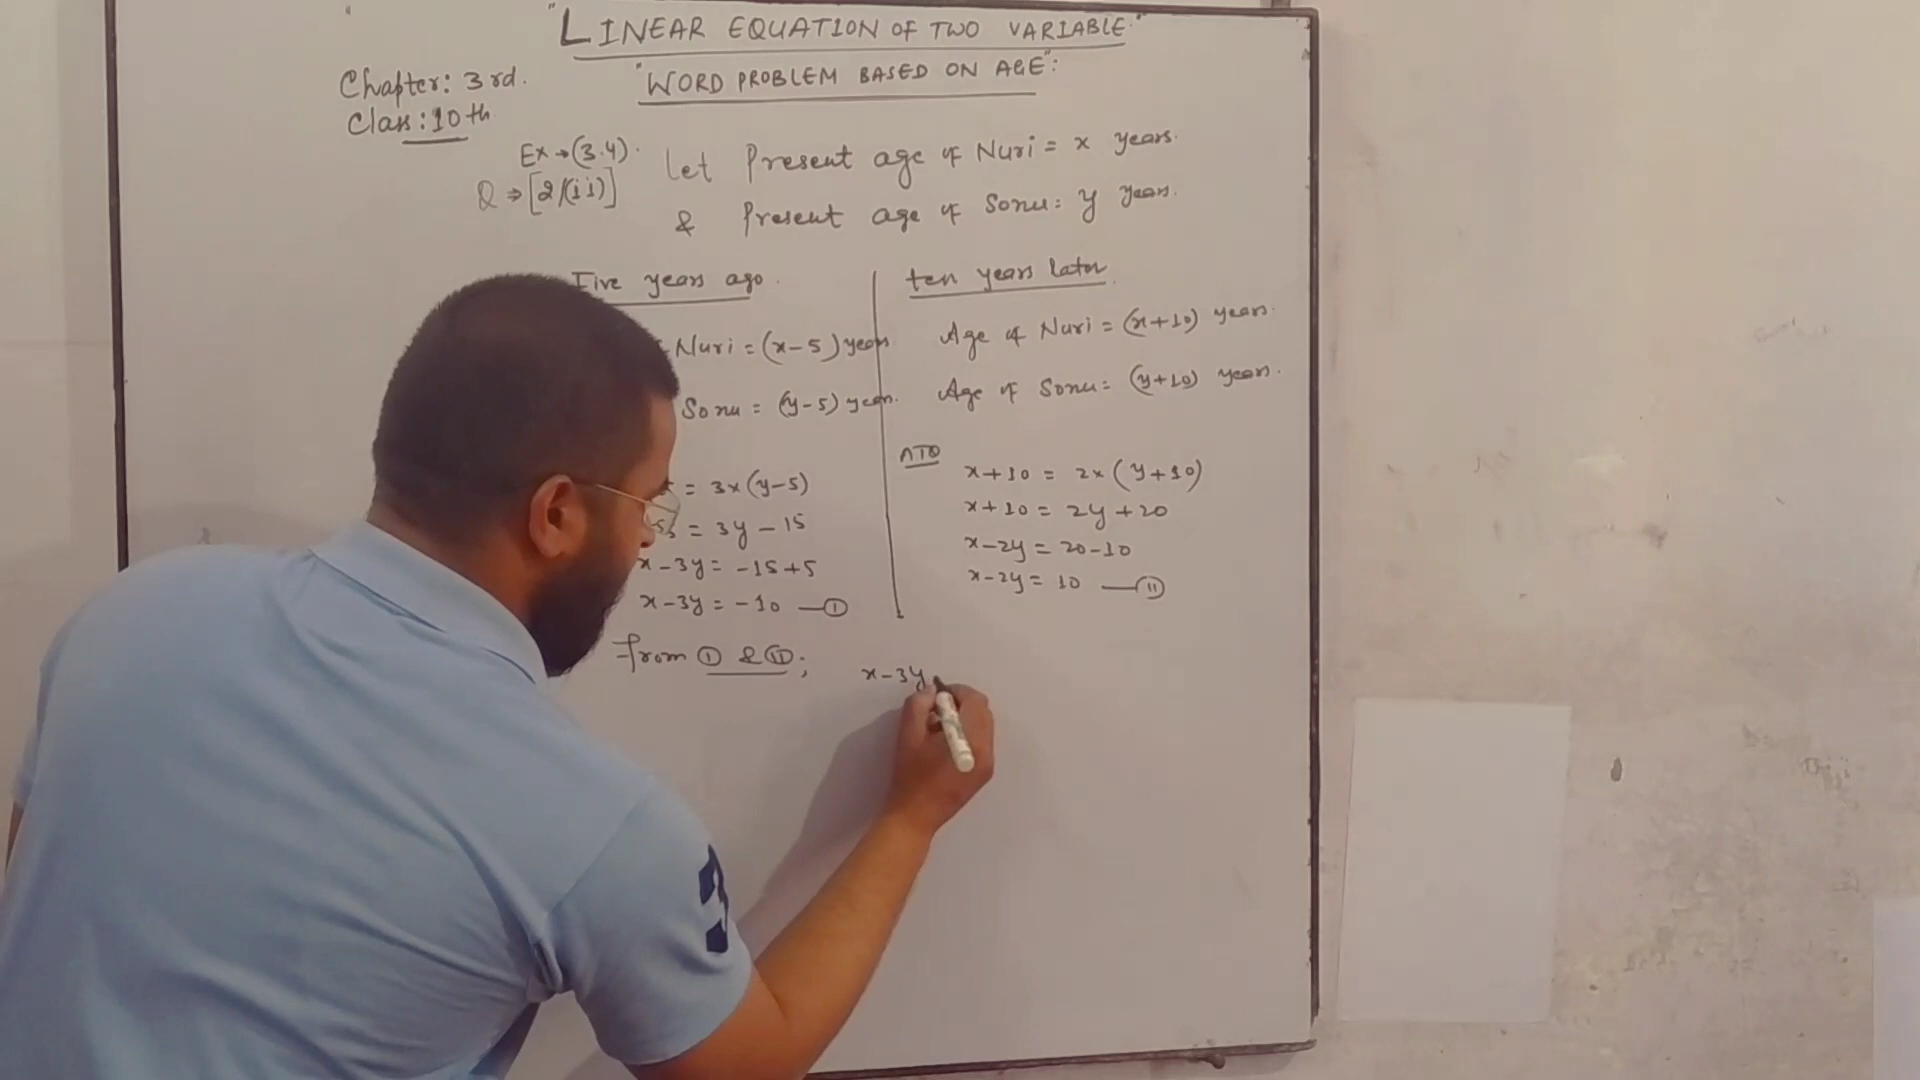 "LINEAR EQUATION OF TWO VARIABLE."
"WORD PROBLEM BASED ON AGE":
Chapter: 3rd.
Class: 10th
Ex→(3.4).
Q⇒[2/(ii)]
Let Present age of Nuri = x years.
& Present age of Sonu = y years.
Five years ago.
Nuri = (x-5) years
Sonu = (y-5) years.
= 3×(y-5)
= 3y-15
x-3y = -15+5
x-3y = -10 —①
ten years later.
Age of Nuri = (x+10) years.
Age of Sonu = (y+10) years.
ATQ
x+10 = 2×(y+10)
x+10 = 2y+20
x-2y = 20-10
x-2y = 10 —⑪
from ① & ⑪;
x-3y
3